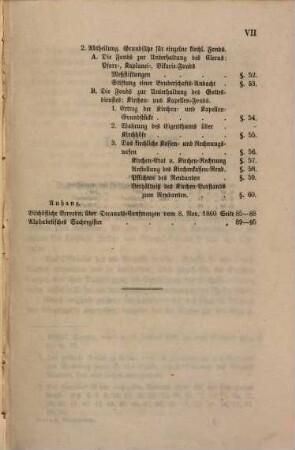 VII
2. Abtheilung. Grundsätze für einzelne kirchl. Fonds.
A. Die Fonds zur Unterhaltung des Clerus:
Pfarr-, Kaplanei-, Vikarie-Fonds
Meßstiftungen . . . . §. 52.
Stiftung einer Bruderschafts-Andacht . §. 53.
B. Die Fonds zur Unterhaltung des Gottesdienstes:
Kirchen- und Kapellen-Fonds.
1. Ertrag der Kirchen- und Kapellen-
Grundstücke . . . . §. 54.
2. Wahrung des Eigenthums über
Kirchhöfe . . . . §. 55.
3. Das kirchliche Kassen- und Rechnungs-
wesen . . . . §. 56.
Kirchen-Etat u. Kirchen-Rechnung §. 57.
Anstellung des Kirchenkassen-Rend. §. 58.
Pflichten des Rendanten . §. 59.
Verhältniß des Kirchen-Vorstands
zum Rendanten. . . §. 60.
Anhang.
Bischöfliche Verordn. über Decanats-Conferenzen vom 8. Nov. 1860 Seite 85—88
Alphabetisches Sachregister . . . . 89—96